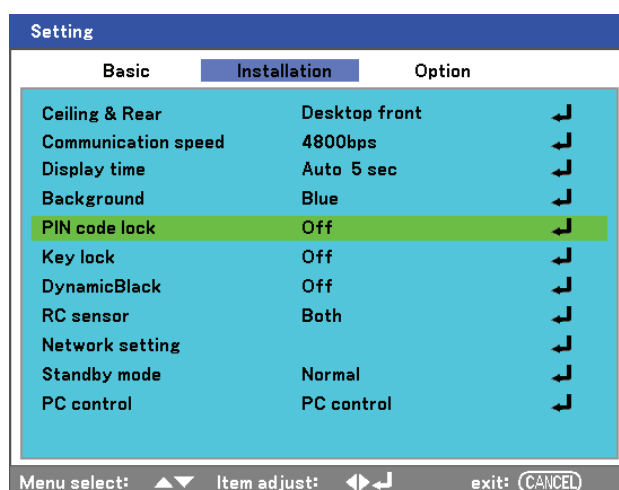 Setting
Basic Installation Option
Ceiling & Rear Desktop front
Communication speed 4800bps
Display time Auto 5 sec
Background Blue
PIN code lock Off
Key lock Off
DynamicBlack Off
RC sensor Both
Network setting
Standby mode Normal
PC control PC control
Menu select: ▲▼ Item adjust: ◀▶↵ exit: (CANCEL)